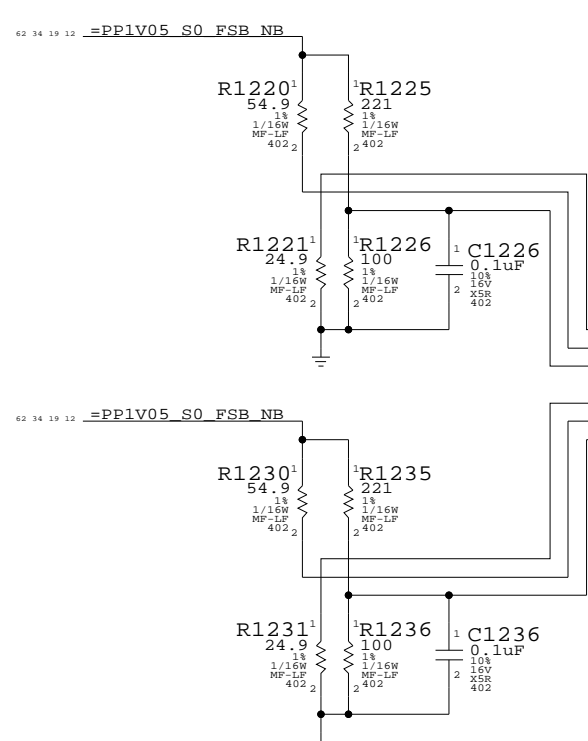 62 34 19 12 =PP1V05_S0_FSB_NB
R1220 1
54.9
1%
1/16W
MF-LF
402 2
1 R1225
221
1%
1/16W
MF-LF
2 402
R1221 1
24.9
1%
1/16W
MF-LF
402 2
1 R1226
100
1%
1/16W
MF-LF
2 402
1 C1226
0.1uF
10%
16V
2 X5R
402
62 34 19 12 =PP1V05_S0_FSB_NB
R1230 1
54.9
1%
1/16W
MF-LF
402 2
1 R1235
221
1%
1/16W
MF-LF
2 402
R1231 1
24.9
1%
1/16W
MF-LF
402 2
1 R1236
100
1%
1/16W
MF-LF
2 402
1 C1236
0.1uF
10%
16V
2 X5R
402